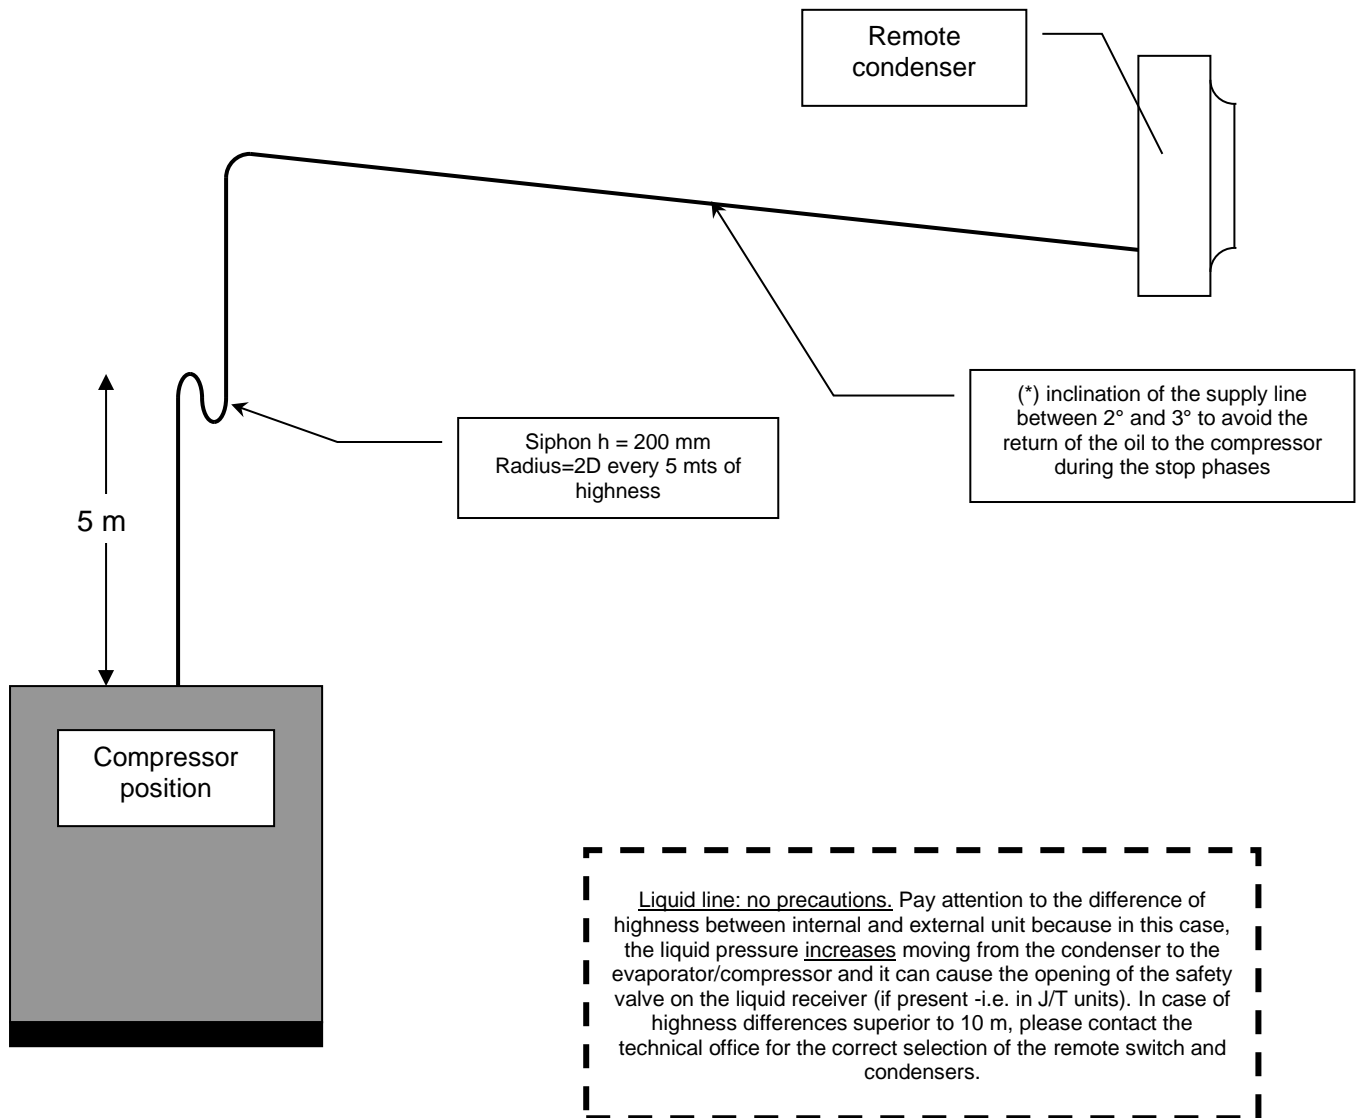 Remote
condenser
(*) inclination of the supply line
between 2° and 3° to avoid the
return of the oil to the compressor
during the stop phases
Siphon h = 200 mm
Radius=2D every 5 mts of
highness
5 m
Compressor
position
Liquid line: no precautions. Pay attention to the difference of
highness between internal and external unit because in this case,
the liquid pressure increases moving from the condenser to the
evaporator/compressor and it can cause the opening of the safety
valve on the liquid receiver (if present -i.e. in J/T units). In case of
highness differences superior to 10 m, please contact the
technical office for the correct selection of the remote switch and
condensers.